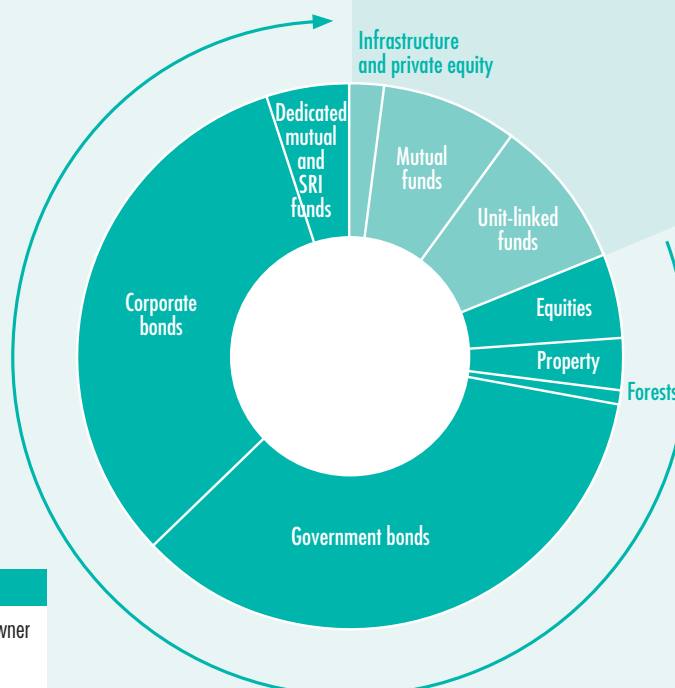 Infrastructure
and private equity
Dedicated
mutual
and
SRI
funds
Mutual
funds
Unit-linked
funds
Equities
Property
Forests
Corporate
bonds
Government bonds